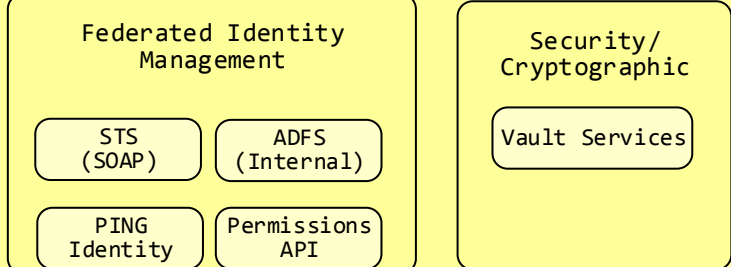 Federated Identity
Management
STS
(SOAP)
ADFS
(Internal)
PING
Identity
Permissions
API
Security/
Cryptographic
Vault Services